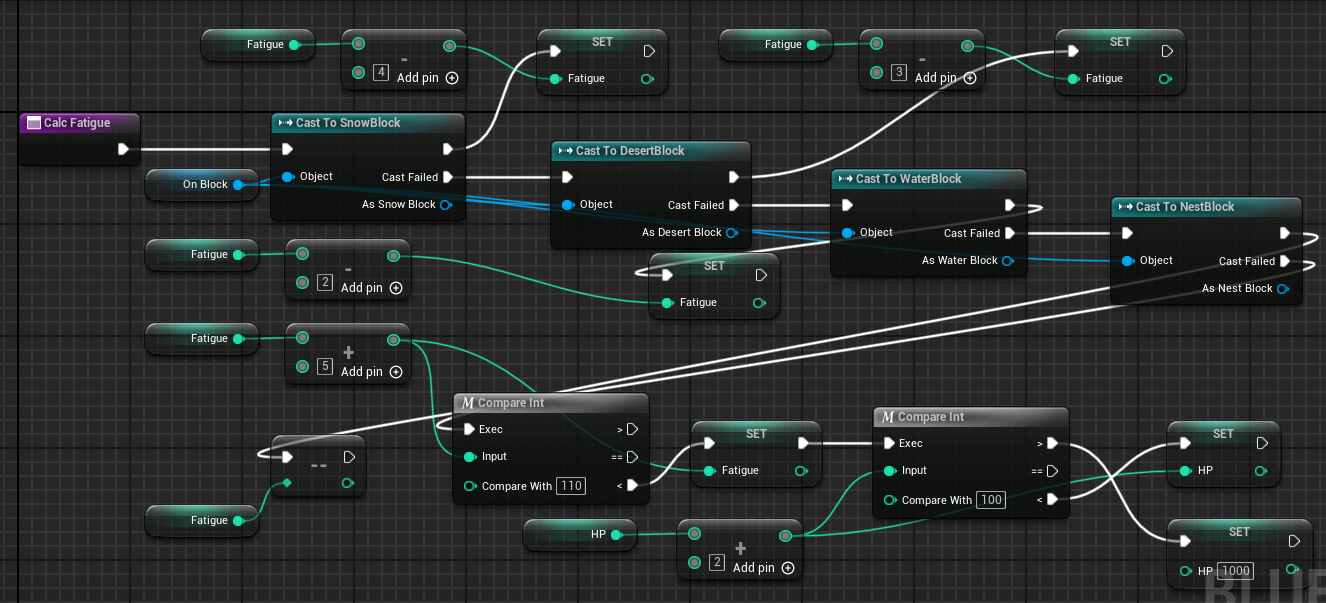 Fatigue
-
4
Add pin
SET
Fatigue
Fatigue
-
3
Add pin
SET
Fatigue
Calc Fatigue
Cast To SnowBlock
Object
Cast Failed
As Snow Block
On Block
Cast To DesertBlock
Object
Cast Failed
As Desert Block
Cast To WaterBlock
Object
Cast Failed
As Water Block
Cast To NestBlock
Object
Cast Failed
As Nest Block
Fatigue
-
2
Add pin
SET
Fatigue
Fatigue
+
5
Add pin
Compare Int
Exec
>
Input
==
Compare With 110
<
SET
Fatigue
Compare Int
Exec
>
Input
==
Compare With 100
<
SET
HP
--
Fatigue
HP
+
2
Add pin
SET
HP 1000